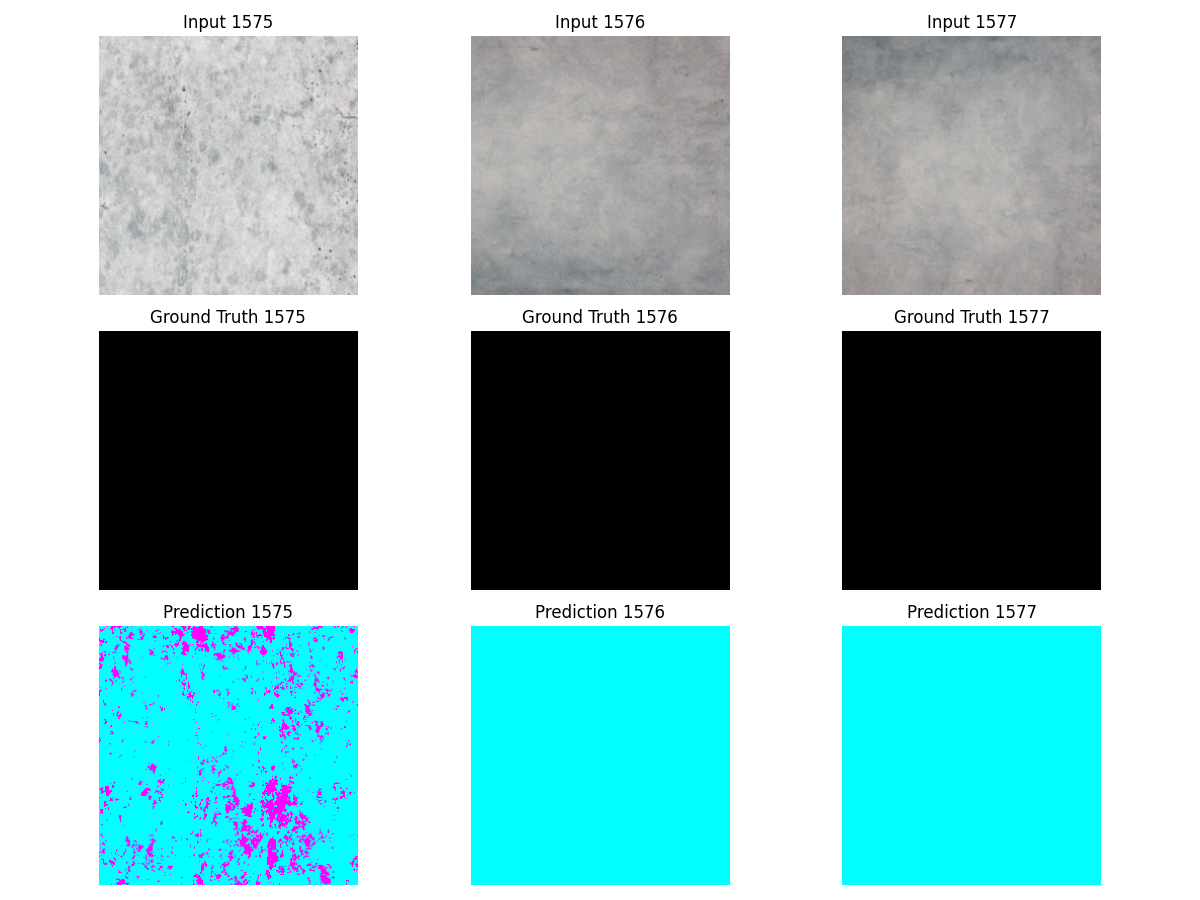 Input 1575
Input 1576
Input 1577
Ground Truth 1575
Ground Truth 1576
Ground Truth 1577
Prediction 1575
Prediction 1576
Prediction 1577